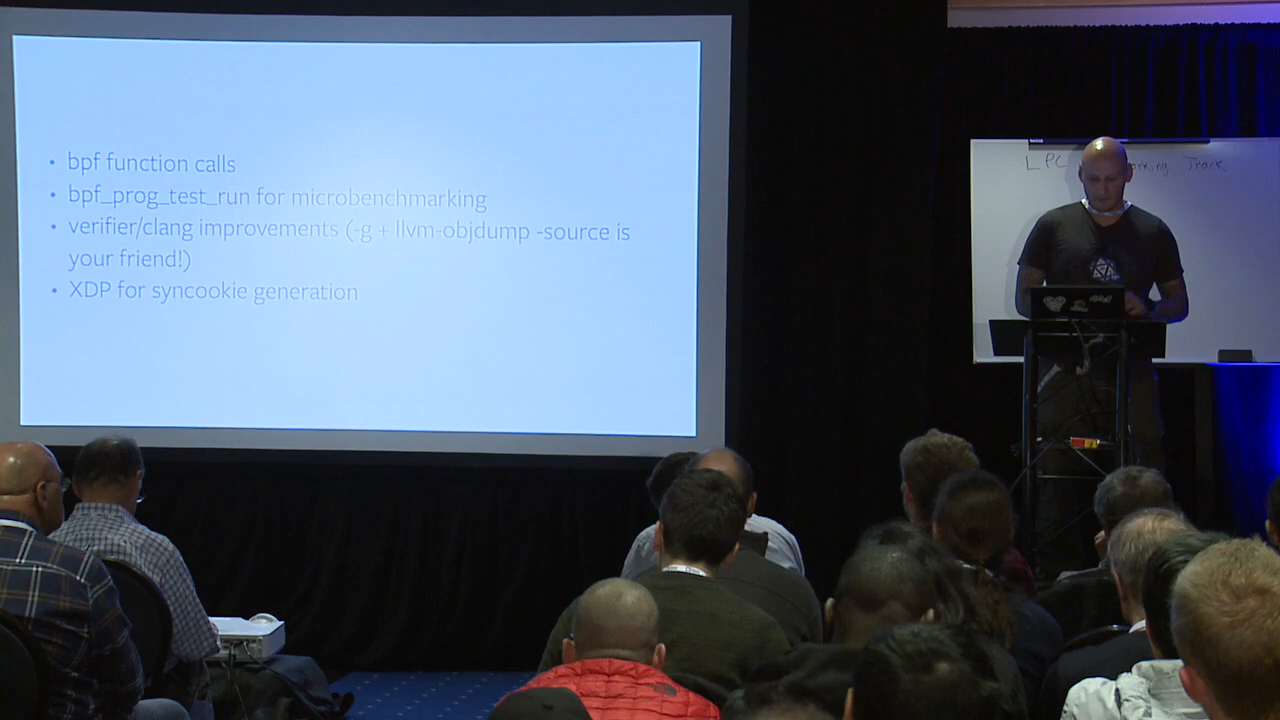 • bpf function calls
• bpf_prog_test_run for microbenchmarking
• verifier/clang improvements (-g + llvm-objdump -source is
your friend!)
• XDP for syncookie generation
LPC Track